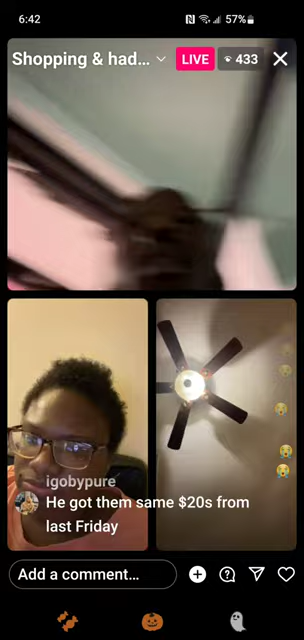 6:42 57%
Shopping & had... LIVE 433
igobypure
He got them same $20s from
last Friday
Add a comment...